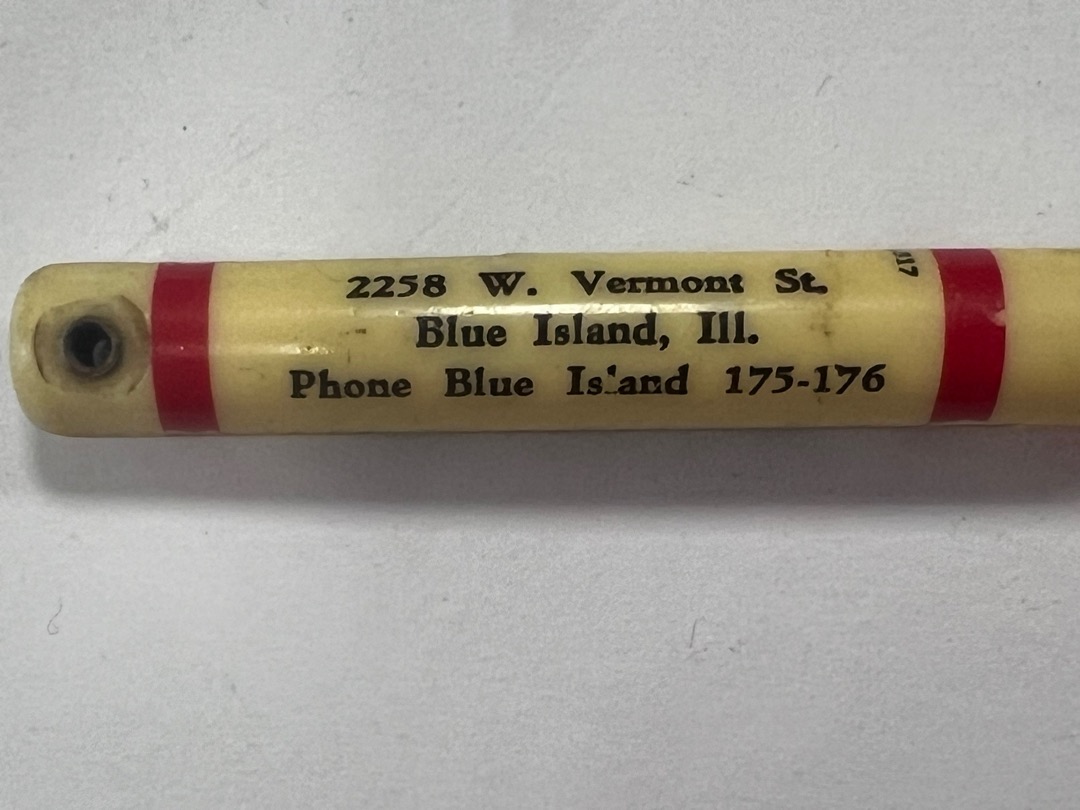 2258 W. Vermont St.
Blue Island, Ill.
Phone Blue Island 175-176